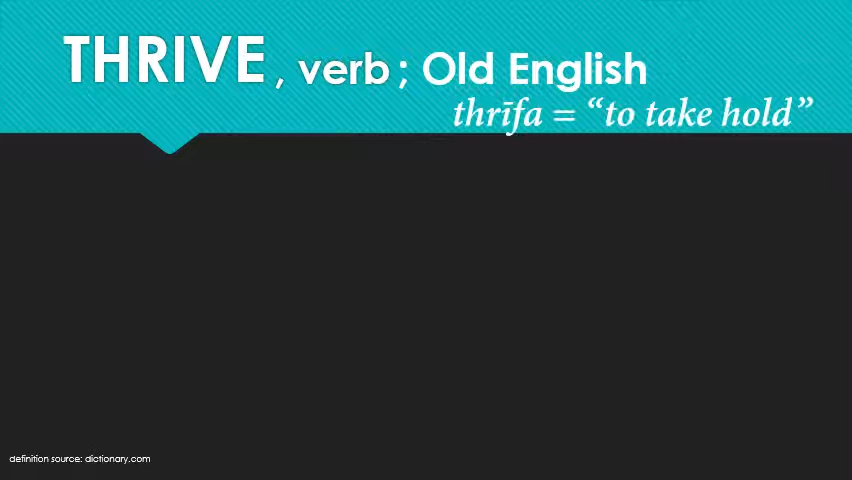 THRIVE, verb; Old English
thrīfa = “to take hold”
definition source: dictionary.com